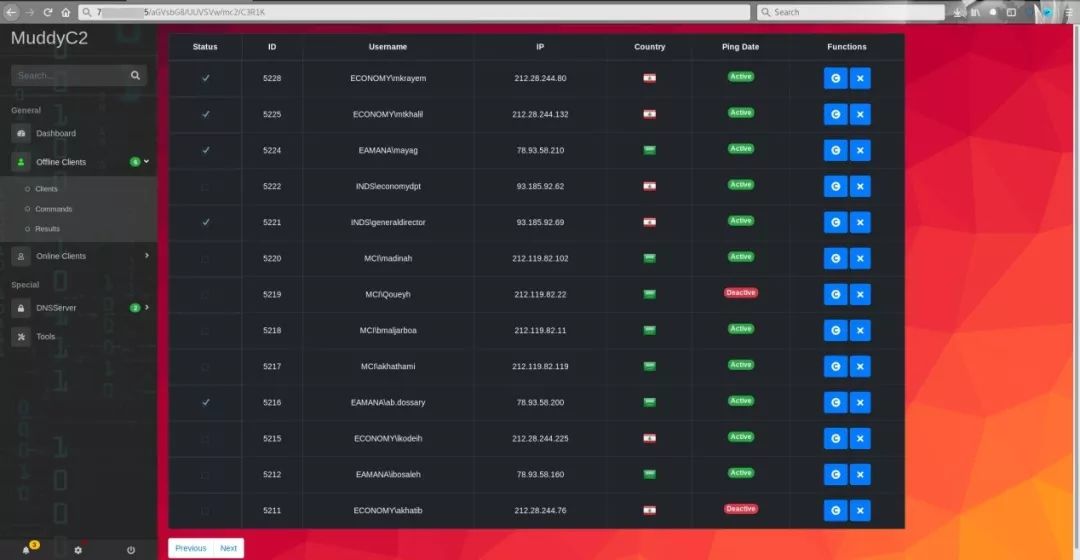 7 5/aGVsbG8/UUVSVw/mc2/C3R1K
Search
MuddyC2
Search...
General
Dashboard
Offline Clients 6
Clients
Commands
Results
Online Clients
Special
DNSServer 2
Tools
3
Status ID Username IP Country Ping Date Functions
5228 ECONOMY\mkrayem 212.28.244.80 Active C
5225 ECONOMY\mtkhalil 212.28.244.132 Active C
5224 EAMANA\mayag 78.93.58.210 Active C
5222 INDS\economydpt 93.185.92.62 Active C
5221 INDS\generaldirector 93.185.92.69 Active C
5220 MCI\madinah 212.119.82.102 Active C
5219 MCI\Qoueyh 212.119.82.22 Deactive C
5218 MCI\bmaljarboa 212.119.82.11 Active C
5217 MCI\akhathami 212.119.82.119 Active C
5216 EAMANA\ab.dossary 78.93.58.200 Active C
5215 ECONOMY\kodeih 212.28.244.225 Active C
5212 EAMANA\ibosaleh 78.93.58.160 Active C
5211 ECONOMY\akhatib 212.28.244.76 Deactive C
Previous Next